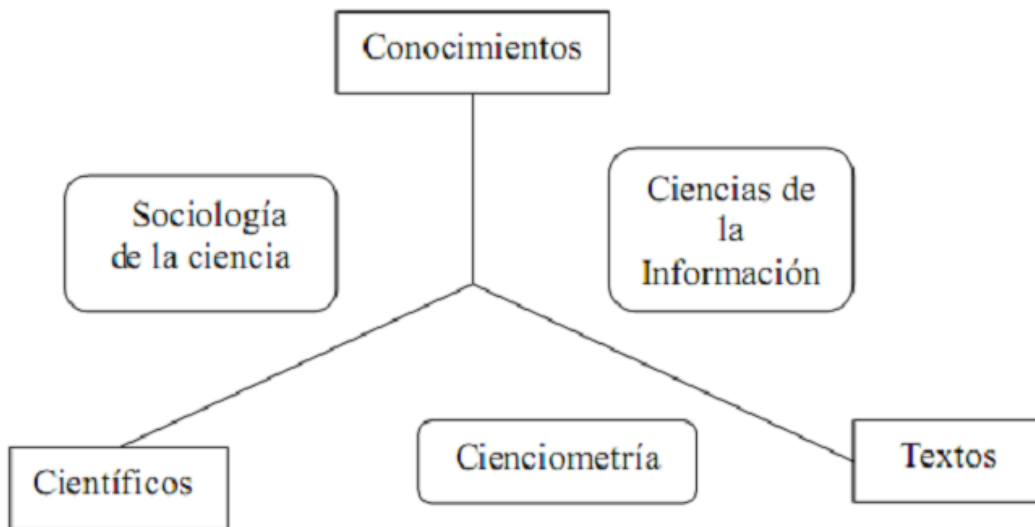 Conocimientos
Sociología
de la ciencia
Ciencias de
la
Información
Científicos
Cienciometría
Textos